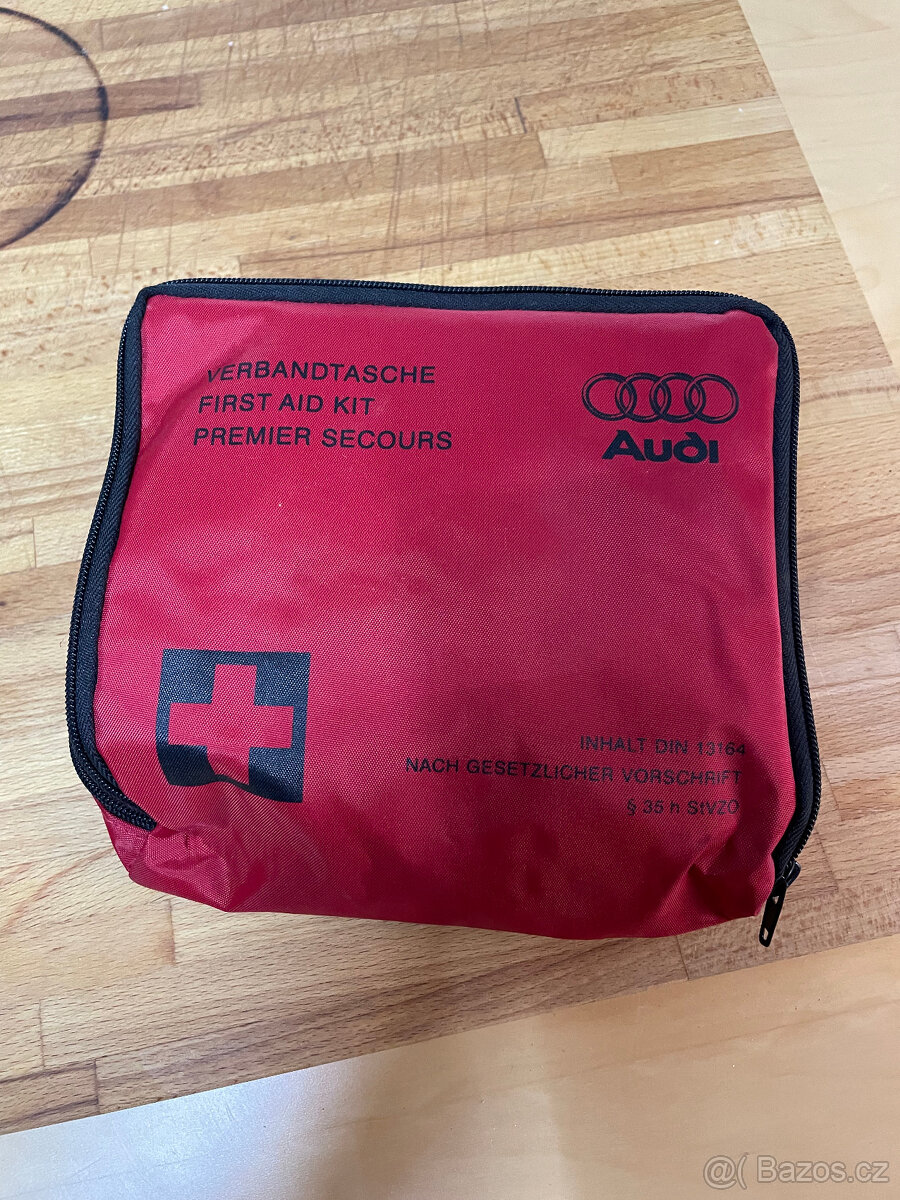 VERBANDTASCHE
FIRST AID KIT
PREMIER SECOURS
Audi
INHALT DIN 13164
NACH GESETZLICHER VORSCHRIFT
§ 35 h StVZO
@( Bazos.cz